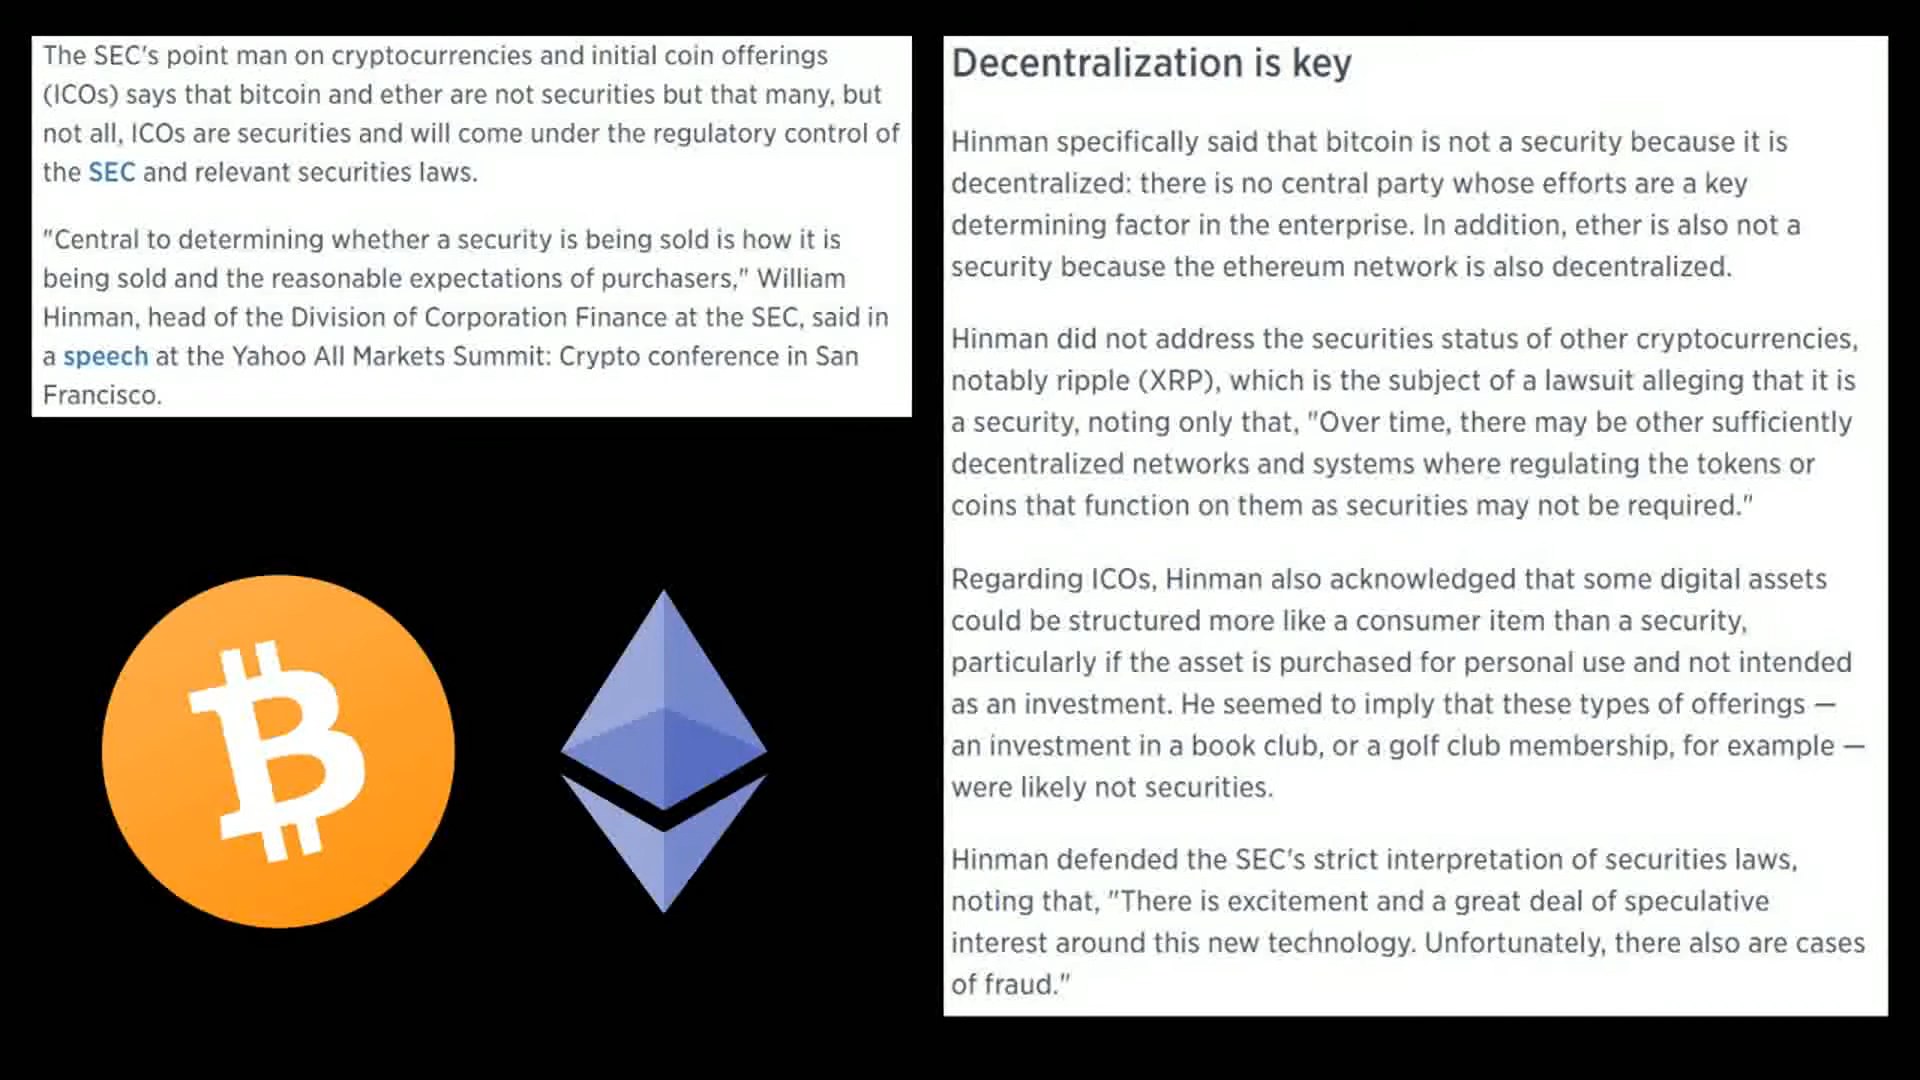 The SEC's point man on cryptocurrencies and initial coin offerings
(ICOs) says that bitcoin and ether are not securities but that many, but
not all, ICOs are securities and will come under the regulatory control of
the SEC and relevant securities laws.
"Central to determining whether a security is being sold is how it is
being sold and the reasonable expectations of purchasers," William
Hinman, head of the Division of Corporation Finance at the SEC, said in
a speech at the Yahoo All Markets Summit: Crypto conference in San
Francisco.
Decentralization is key
Hinman specifically said that bitcoin is not a security because it is
decentralized: there is no central party whose efforts are a key
determining factor in the enterprise. In addition, ether is also not a
security because the ethereum network is also decentralized.
Hinman did not address the securities status of other cryptocurrencies,
notably ripple (XRP), which is the subject of a lawsuit alleging that it is
a security, noting only that, "Over time, there may be other sufficiently
decentralized networks and systems where regulating the tokens or
coins that function on them as securities may not be required."
Regarding ICOs, Hinman also acknowledged that some digital assets
could be structured more like a consumer item than a security,
particularly if the asset is purchased for personal use and not intended
as an investment. He seemed to imply that these types of offerings —
an investment in a book club, or a golf club membership, for example —
were likely not securities.
Hinman defended the SEC's strict interpretation of securities laws,
noting that, "There is excitement and a great deal of speculative
interest around this new technology. Unfortunately, there also are cases
of fraud."